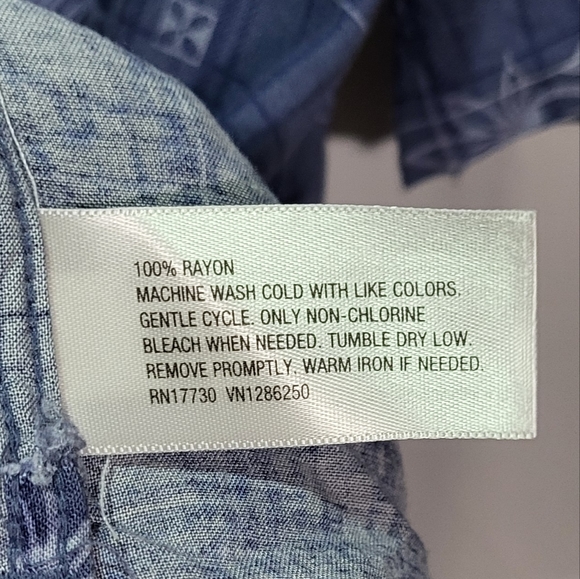 100% RAYON
MACHINE WASH COLD WITH LIKE COLORS.
GENTLE CYCLE. ONLY NON-CHLORINE
BLEACH WHEN NEEDED. TUMBLE DRY LOW.
REMOVE PROMPTLY. WARM IRON IF NEEDED.
RN17730 VN1286250